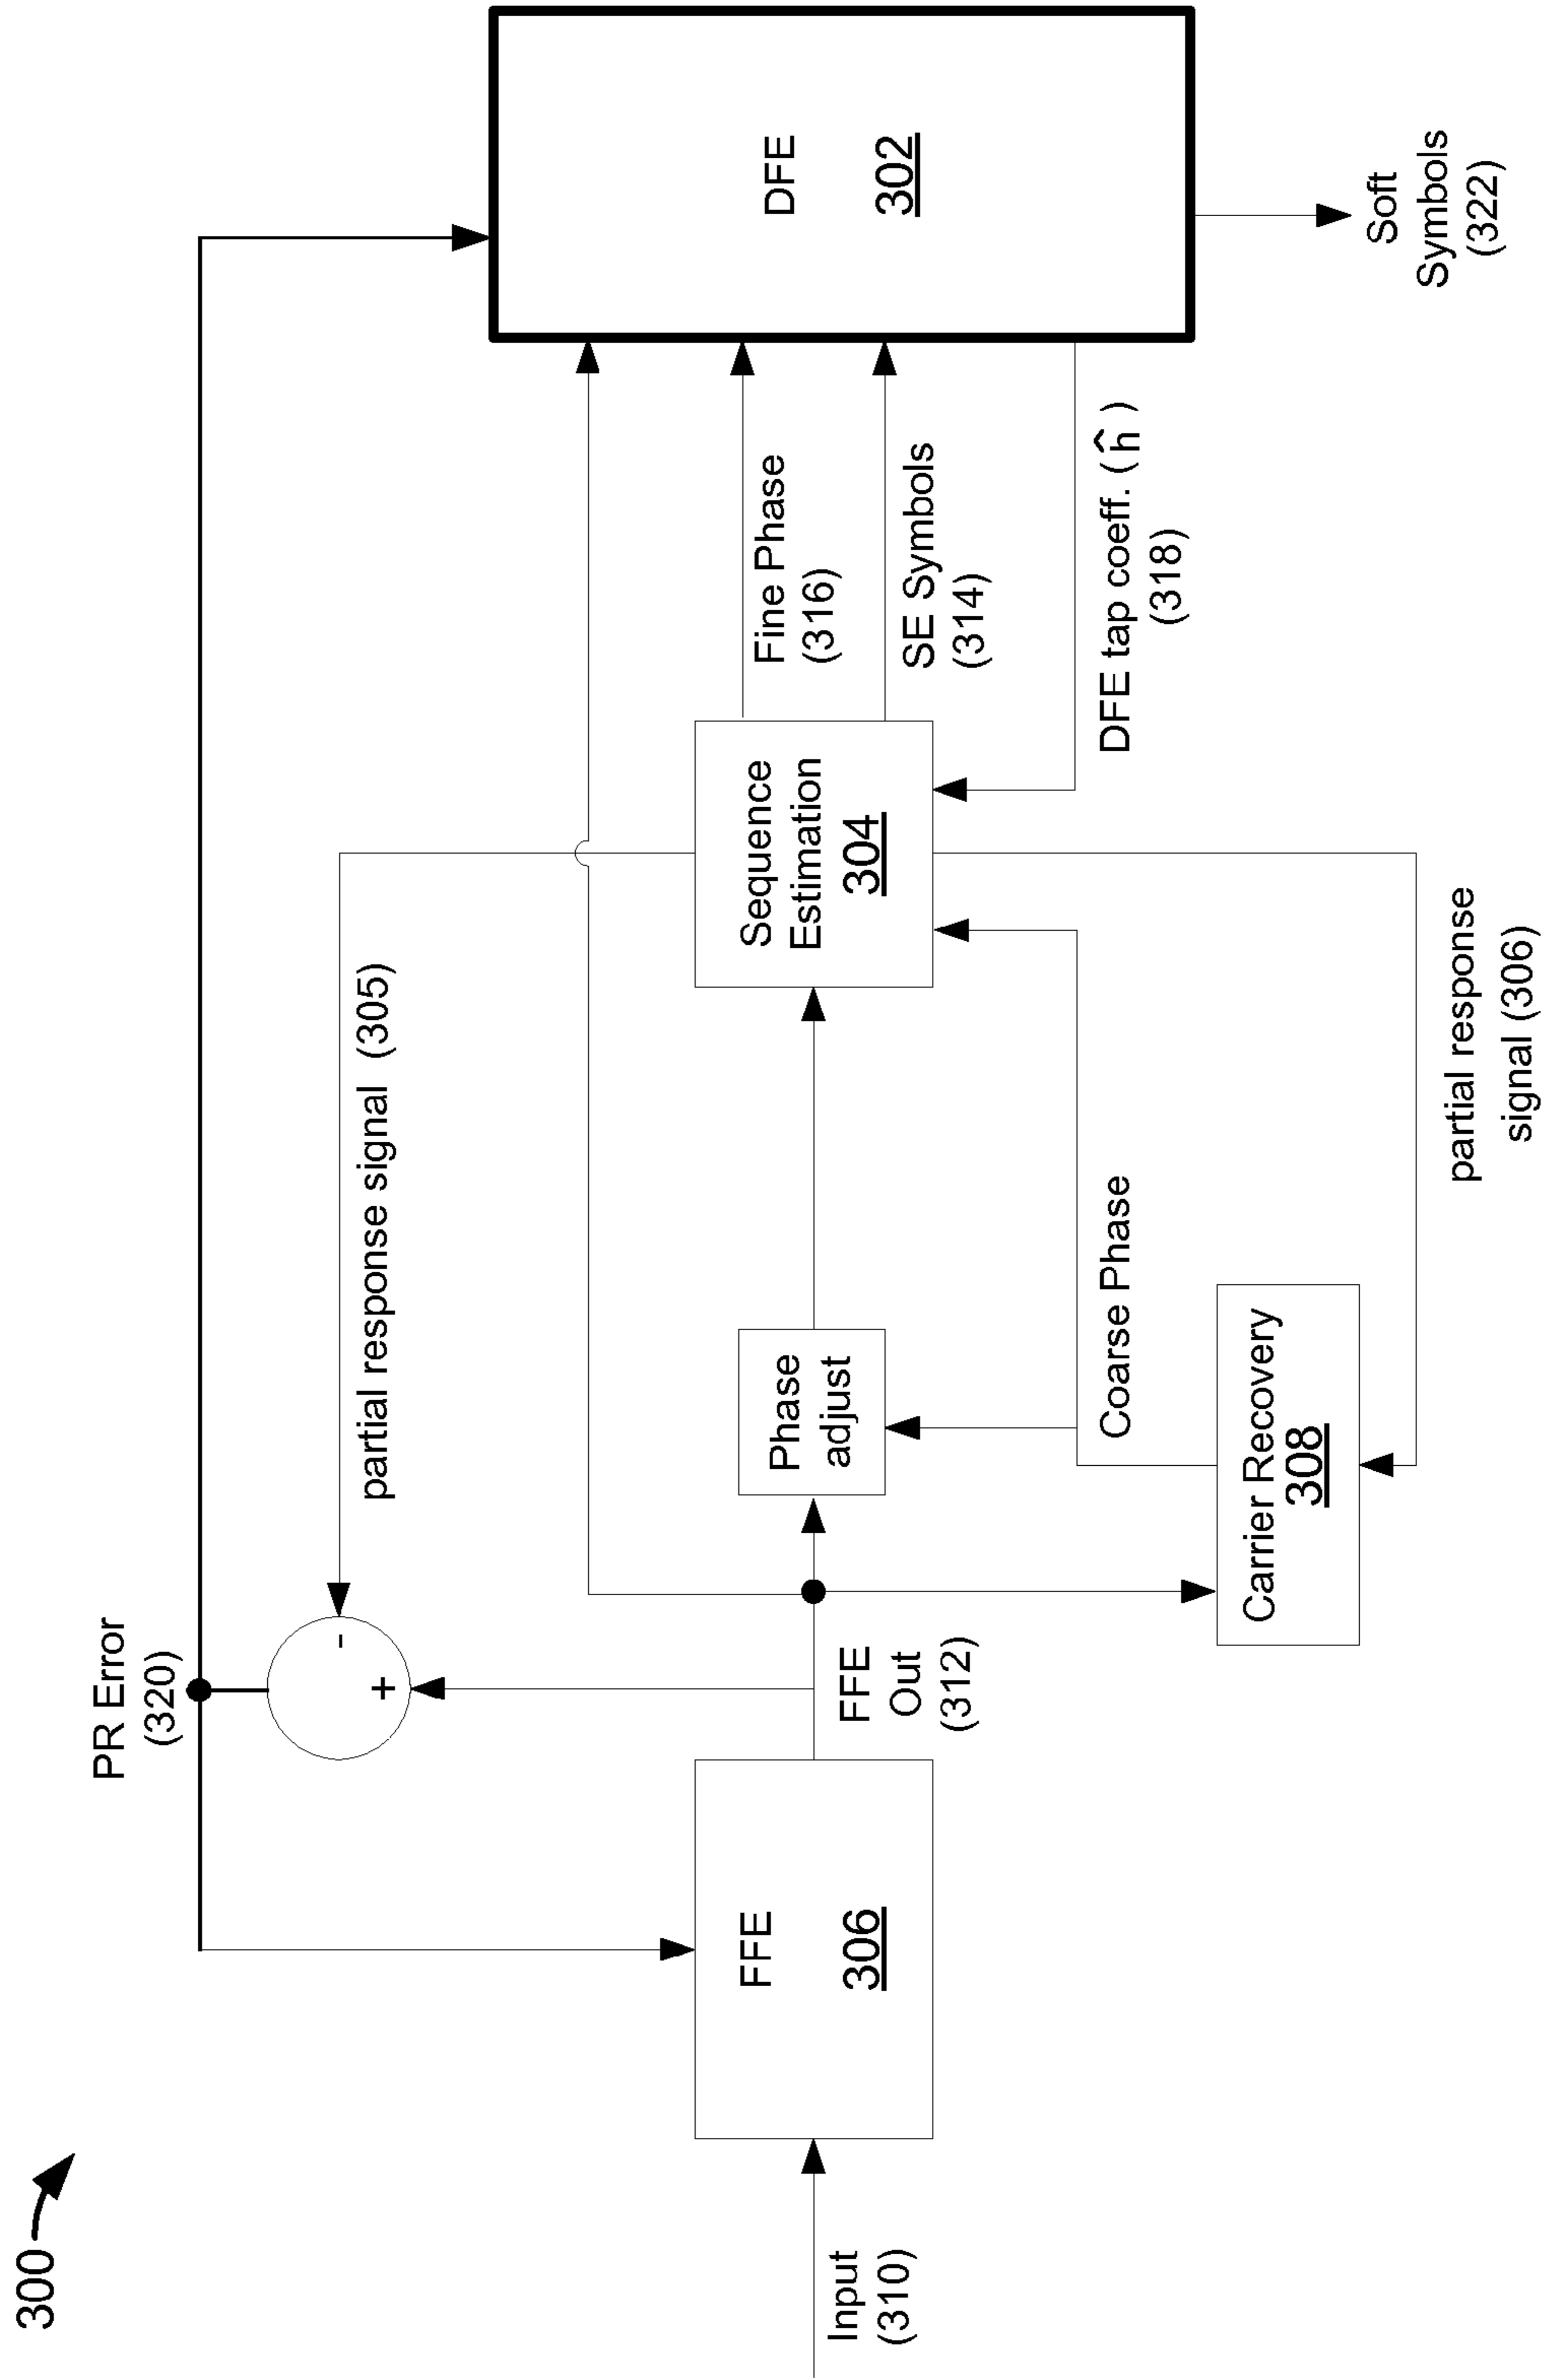 300
PR Error
(320)
partial response signal (305)
Input
(310)
FFE
306
FFE
Out
(312)
+
-
Phase
adjust
Sequence
Estimation
304
Fine Phase
(316)
SE Symbols
(314)
DFE tap coeff. (ĥ)
(318)
DFE
302
Coarse Phase
Carrier Recovery
308
partial response
signal (306)
Soft
Symbols
(322)